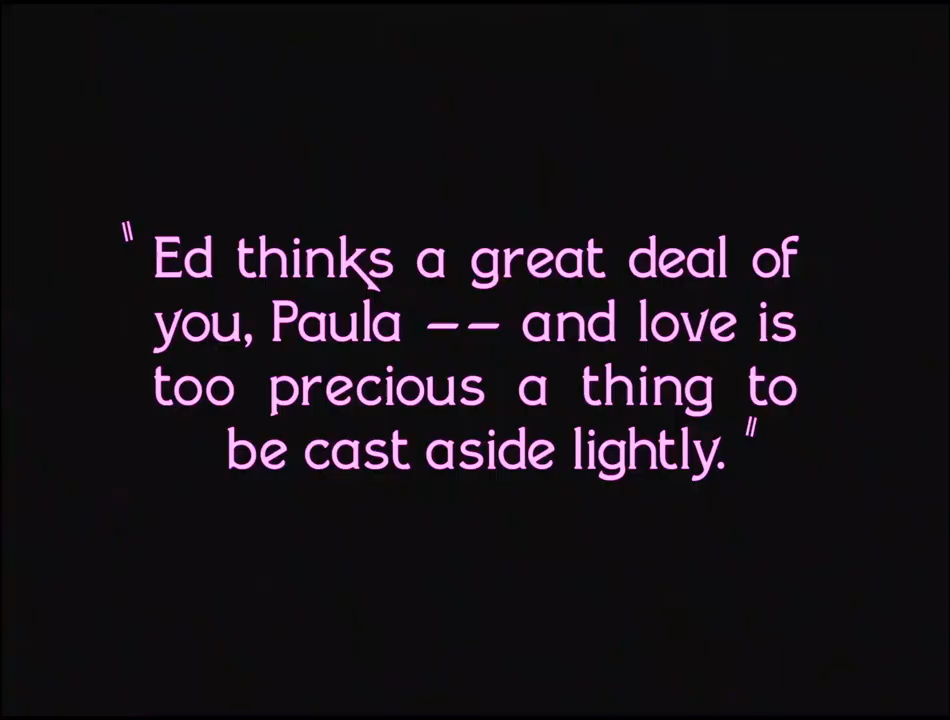 " Ed thinks a great deal of
you, Paula -- and love is
too precious a thing to
be cast aside lightly. "